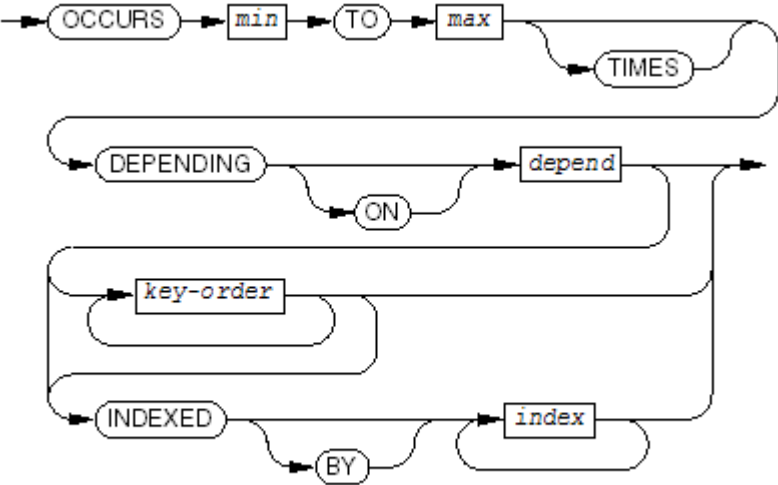 OCCURS min TO max
TIMES
DEPENDING depend
ON
key-order
INDEXED index
BY